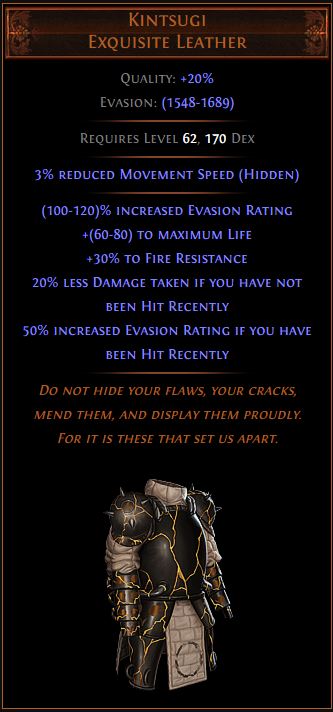 Kintsugi
Exquisite Leather
Quality: +20%
Evasion: (1548-1689)
Requires Level 62, 170 Dex
3% reduced Movement Speed (Hidden)
(100-120)% increased Evasion Rating
+(60-80) to maximum Life
+30% to Fire Resistance
20% less Damage taken if you have not
been Hit Recently
50% increased Evasion Rating if you have
been Hit Recently
Do not hide your flaws, your cracks,
mend them, and display them proudly.
For it is these that set us apart.